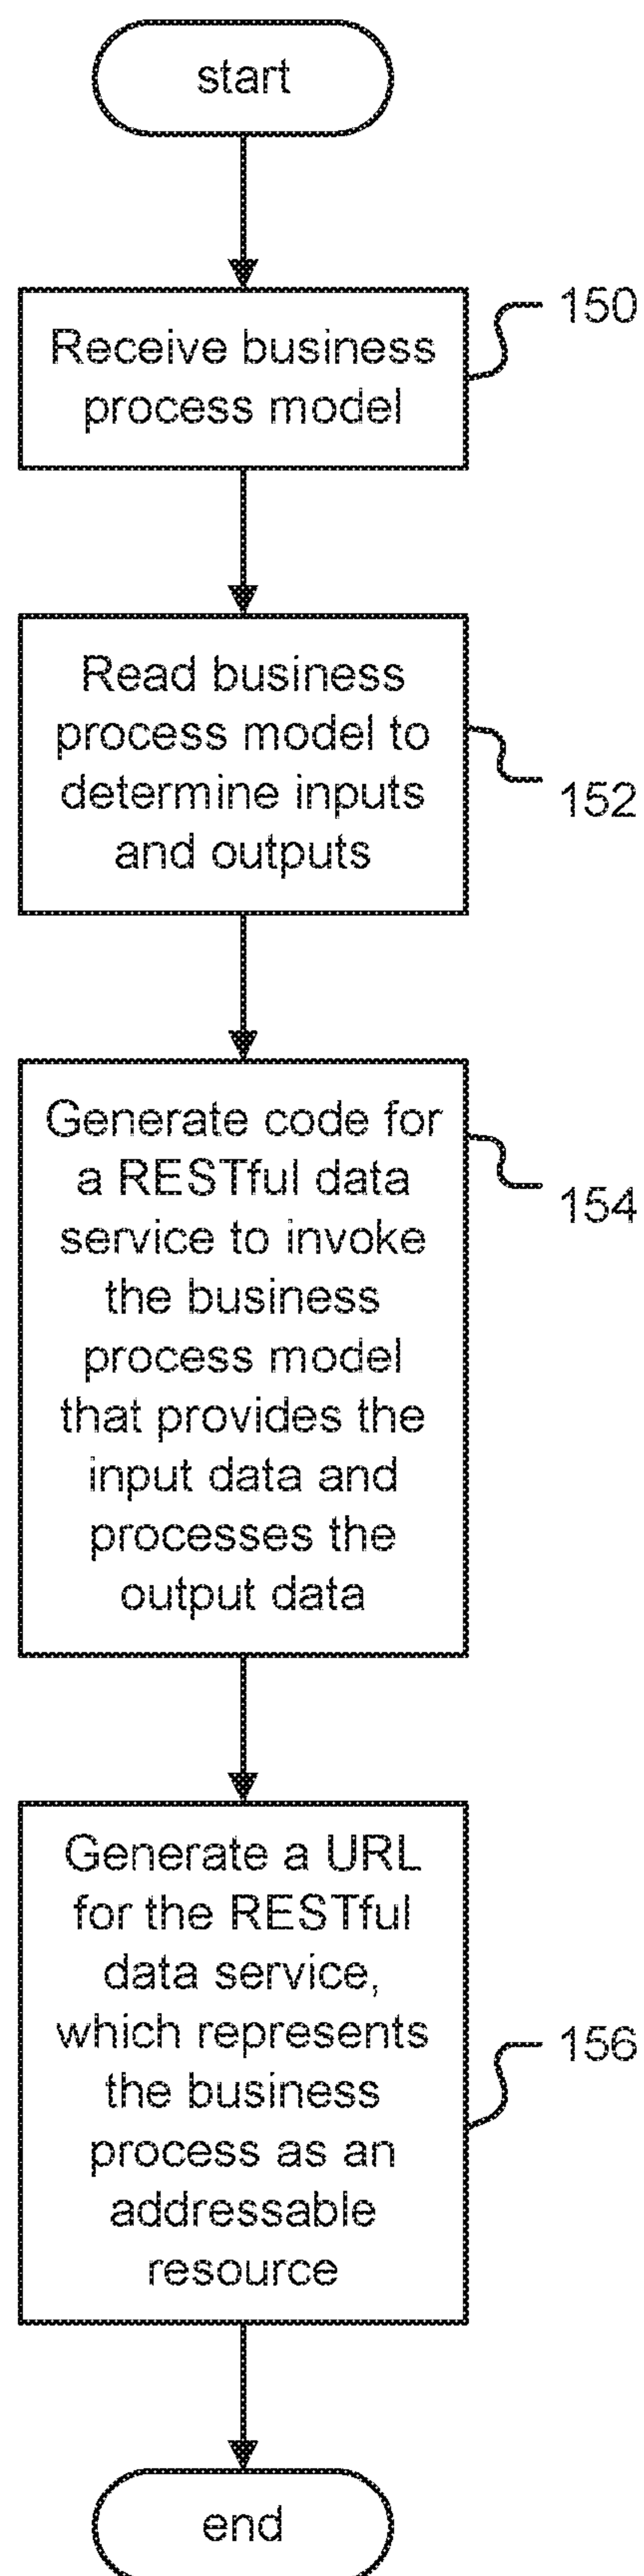 start
Receive business
process model
150
Read business
process model to
determine inputs
and outputs
152
Generate code for
a RESTful data
service to invoke
the business
process model
that provides the
input data and
processes the
output data
154
Generate a URL
for the RESTful
data service,
which represents
the business
process as an
addressable
resource
156
end